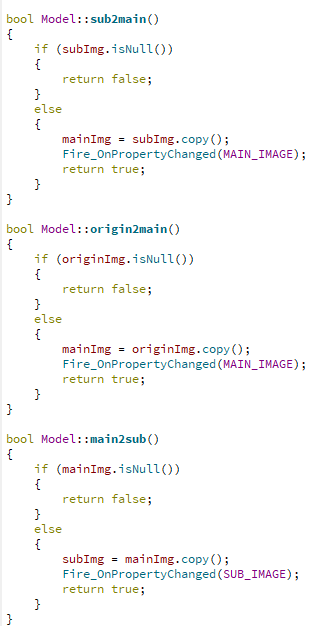 bool Model::sub2main()
{
    if (subImg.isNull())
    {
        return false;
    }
    else
    {
        mainImg = subImg.copy();
        Fire_OnPropertyChanged(MAIN_IMAGE);
        return true;
    }
}

bool Model::origin2main()
{
    if (originImg.isNull())
    {
        return false;
    }
    else
    {
        mainImg = originImg.copy();
        Fire_OnPropertyChanged(MAIN_IMAGE);
        return true;
    }
}

bool Model::main2sub()
{
    if (mainImg.isNull())
    {
        return false;
    }
    else
    {
        subImg = mainImg.copy();
        Fire_OnPropertyChanged(SUB_IMAGE);
        return true;
    }
}